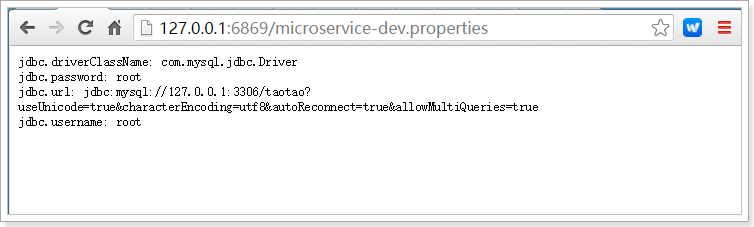 127.0.0.1:6869/microservice-dev.properties
jdbc.driverClassName: com.mysql.jdbc.Driver
jdbc.password: root
jdbc.url: jdbc:mysql://127.0.0.1:3306/taotao?
useUnicode=true&characterEncoding=utf8&autoReconnect=true&allowMultiQueries=true
jdbc.username: root